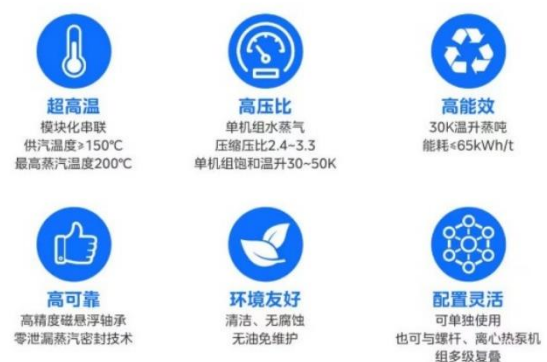 超高温
模块化串联
供汽温度≥150℃
最高蒸汽温度200℃
高压比
单机组水蒸气
压缩压比2.4~3.3
单机组饱和温升30~50K
高能效
30K温升蒸吨
能耗≤65kWh/t
高可靠
高精度磁悬浮轴承
零泄漏蒸汽密封技术
环境友好
清洁、无腐蚀
无油免维护
配置灵活
可单独使用
也可与螺杆、离心热泵机
组多级复叠